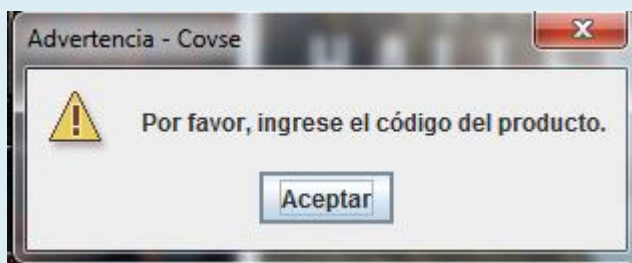 Advertencia - Covse
Por favor, ingrese el código del producto.
Aceptar